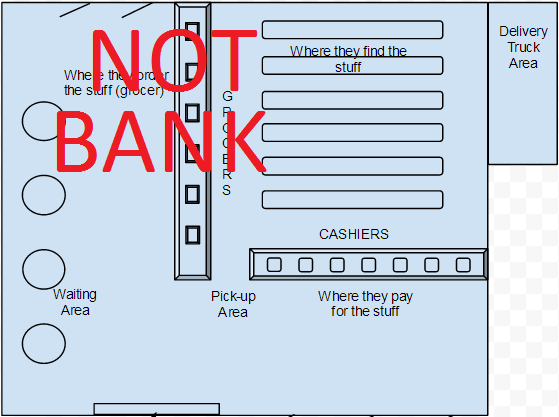 NOT
BANK
Where they order
the stuff (grocer)
GROCERS
Where they find the
stuff
Delivery
Truck
Area
CASHIERS
Waiting
Area
Pick-up
Area
Where they pay
for the stuff